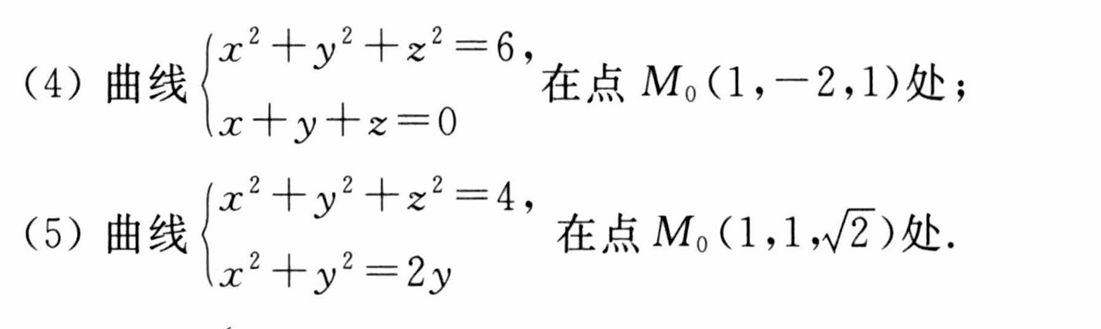 (4) 曲线 { x²+y²+z²=6, x+y+z=0 在点 M₀(1,-2,1)处;
(5) 曲线 { x²+y²+z²=4, x²+y²=2y 在点 M₀(1,1,√2)处.